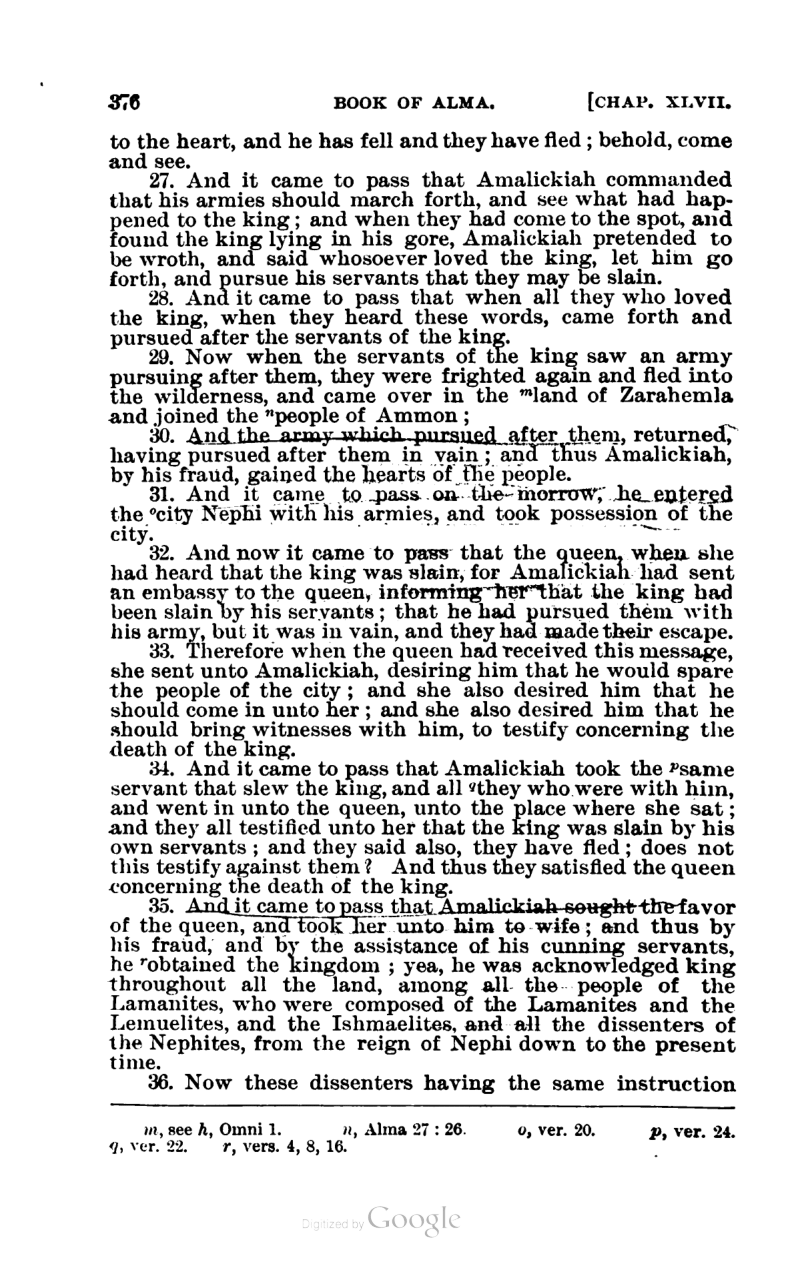 376 BOOK OF ALMA. [CHAP. XLVII.
to the heart, and he has fell and they have fled ; behold, come
and see.
27. And it came to pass that Amalickiah commanded
that his armies should march forth, and see what had hap-
pened to the king ; and when they had come to the spot, and
found the king lying in his gore, Amalickiah pretended to
be wroth, and said whosoever loved the king, let him go
forth, and pursue his servants that they may be slain.
28. And it came to pass that when all they who loved
the king, when they heard these words, came forth and
pursued after the servants of the king.
29. Now when the servants of the king saw an army
pursuing after them, they were frighted again and fled into
the wilderness, and came over in the ᵐland of Zarahemla
and joined the ⁿpeople of Ammon ;
30. And the army which pursued after them, returned,
having pursued after them in vain ; and thus Amalickiah,
by his fraud, gained the hearts of the people.
31. And it came to pass on the morrow, he entered
the ᵒcity Nephi with his armies, and took possession of the
city.
32. And now it came to pass that the queen, when she
had heard that the king was slain, for Amalickiah had sent
an embassy to the queen, informing her that the king had
been slain by his servants ; that he had pursued them with
his army, but it was in vain, and they had made their escape.
33. Therefore when the queen had received this message,
she sent unto Amalickiah, desiring him that he would spare
the people of the city ; and she also desired him that he
should come in unto her ; and she also desired him that he
should bring witnesses with him, to testify concerning the
death of the king.
34. And it came to pass that Amalickiah took the ᵖsame
servant that slew the king, and all ᑫthey who were with him,
and went in unto the queen, unto the place where she sat ;
and they all testified unto her that the king was slain by his
own servants ; and they said also, they have fled ; does not
this testify against them ? And thus they satisfied the queen
concerning the death of the king.
35. And it came to pass that Amalickiah sought the favor
of the queen, and took her unto him to wife ; and thus by
his fraud, and by the assistance of his cunning servants,
he ʳobtained the kingdom ; yea, he was acknowledged king
throughout all the land, among all the people of the
Lamanites, who were composed of the Lamanites and the
Lemuelites, and the Ishmaelites, and all the dissenters of
the Nephites, from the reign of Nephi down to the present
time.
36. Now these dissenters having the same instruction
m, see h, Omni 1. n, Alma 27 : 26. o, ver. 20. p, ver. 24.
q, ver. 22. r, vers. 4, 8, 16.
Digitized by Google